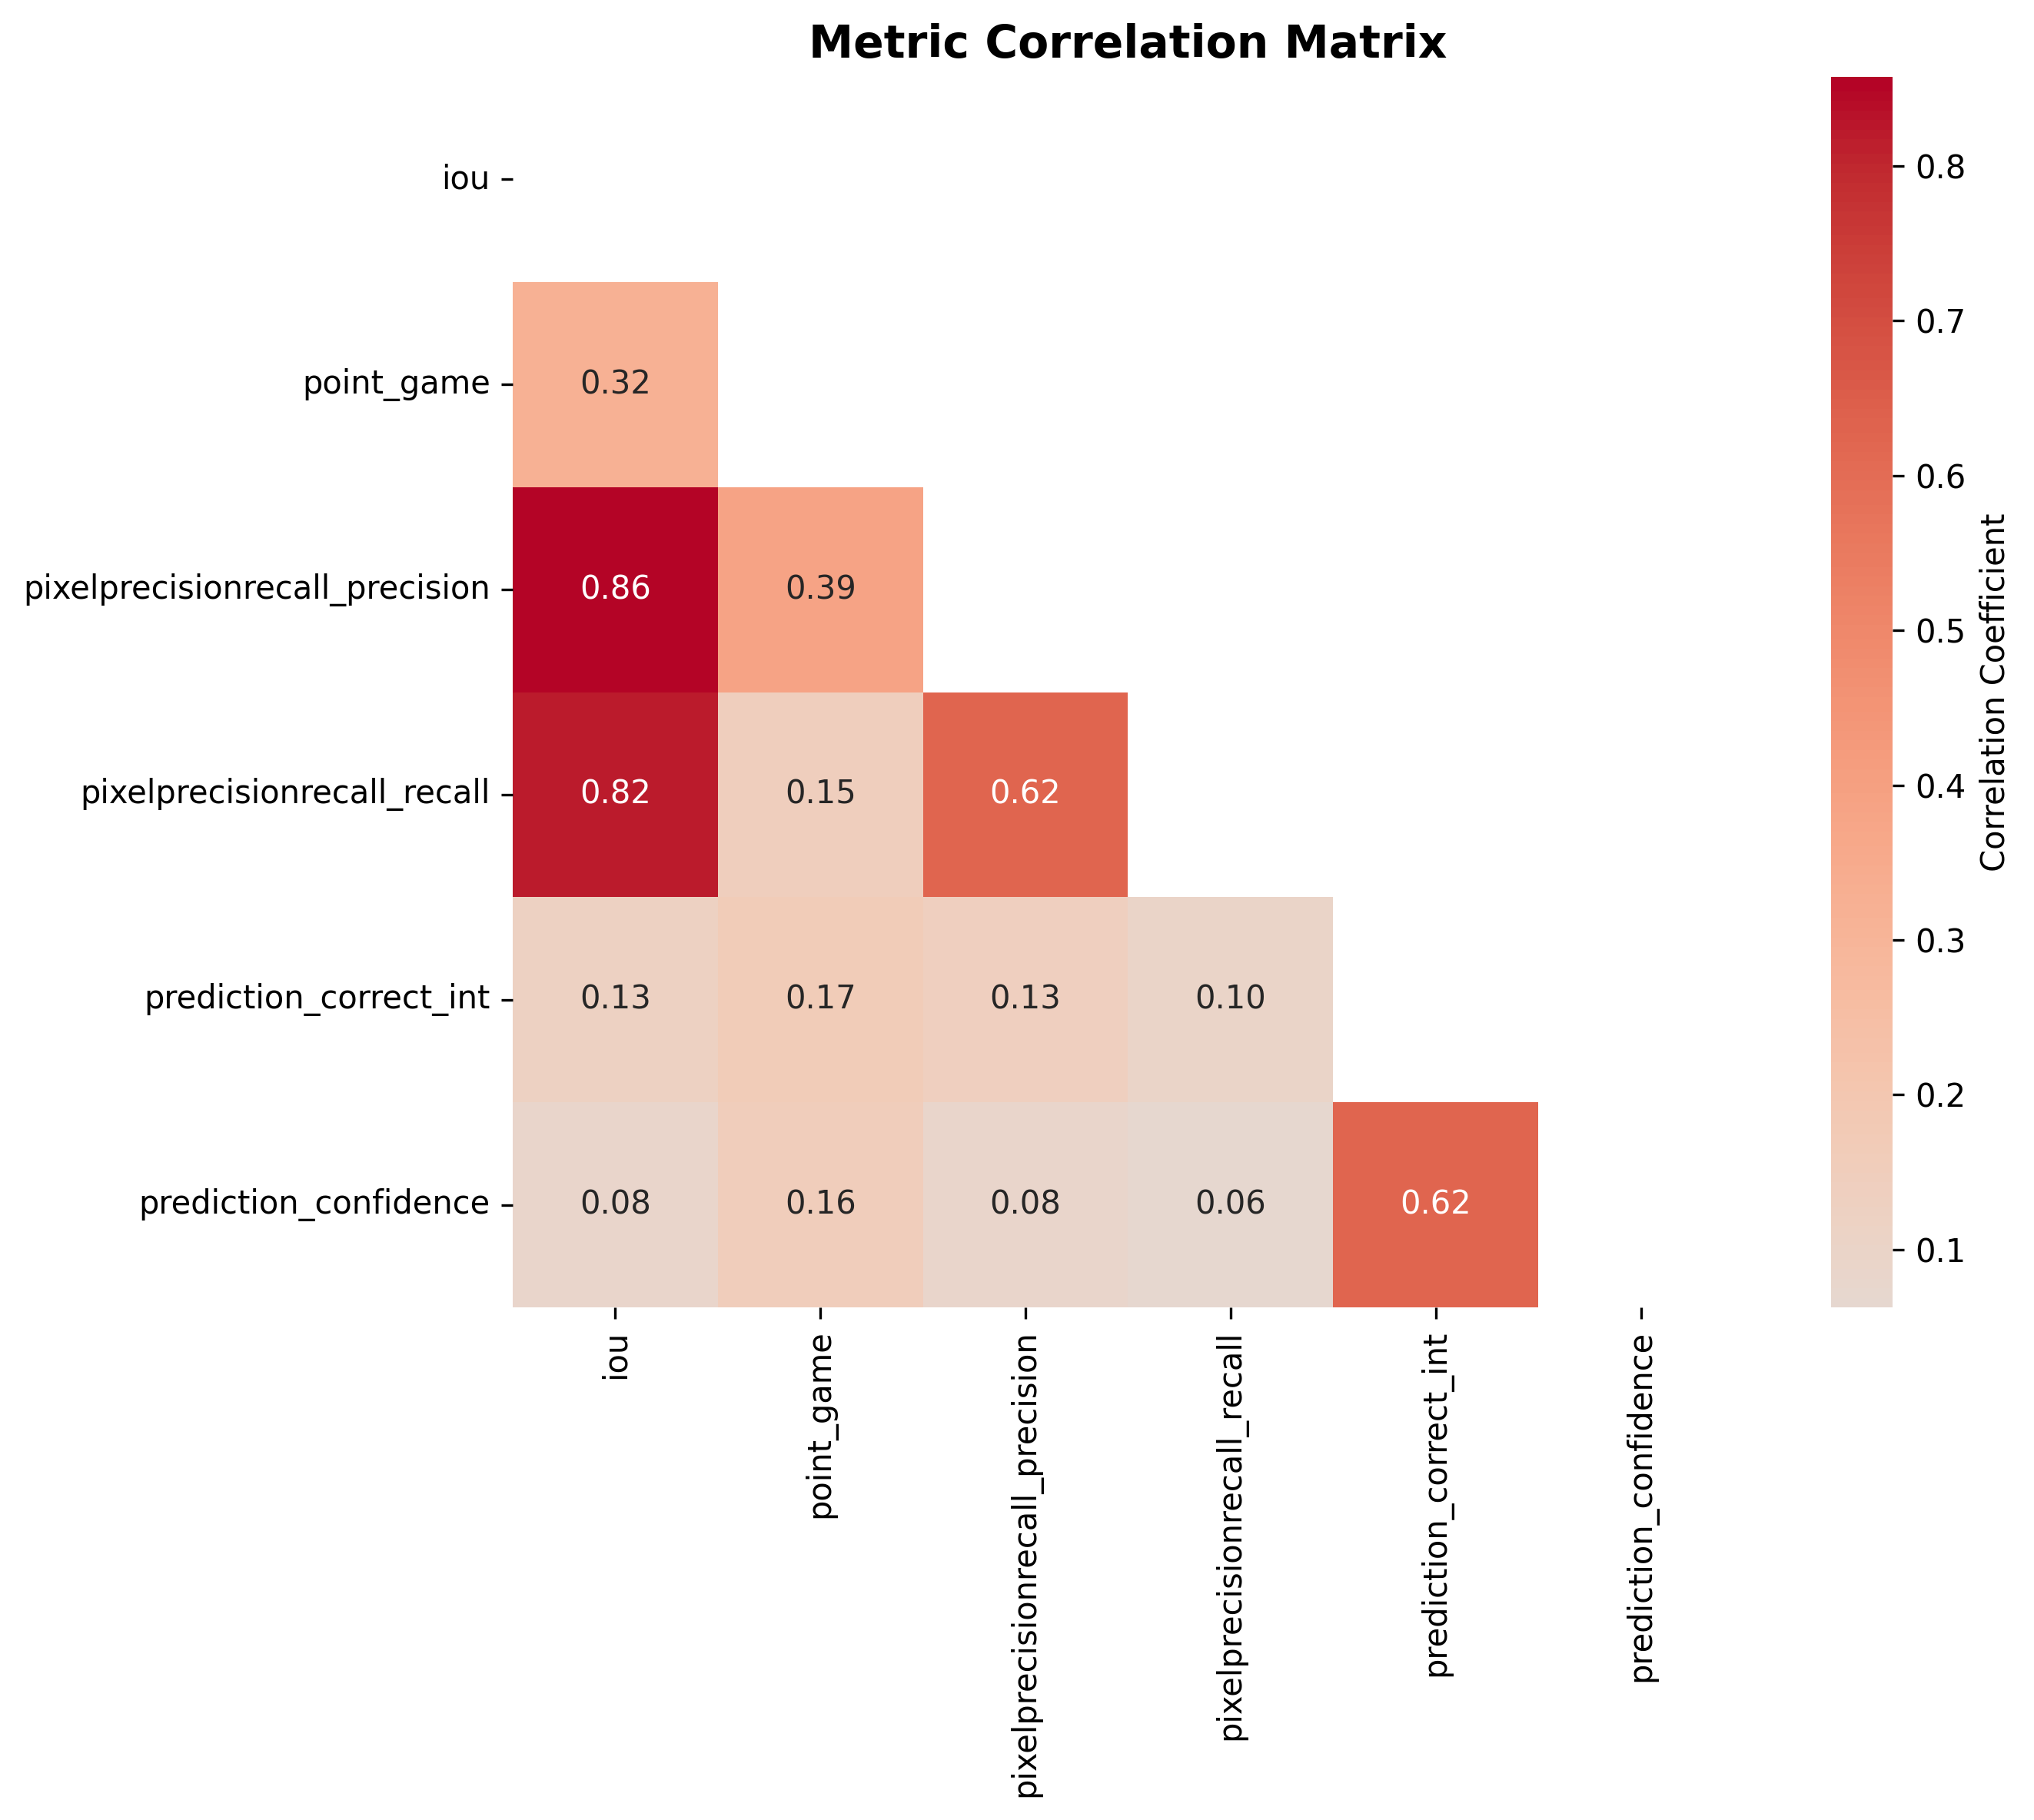 Metric Correlation Matrix
iou
point_game
0.32
pixelprecisionrecall_precision
0.86 0.39
pixelprecisionrecall_recall
0.82 0.15 0.62
prediction_correct_int
0.13 0.17 0.13 0.10
prediction_confidence
0.08 0.16 0.08 0.06 0.62
iou
point_game
pixelprecisionrecall_precision
pixelprecisionrecall_recall
prediction_correct_int
prediction_confidence
0.8
0.7
0.6
0.5
0.4
0.3
0.2
0.1
Correlation Coefficient